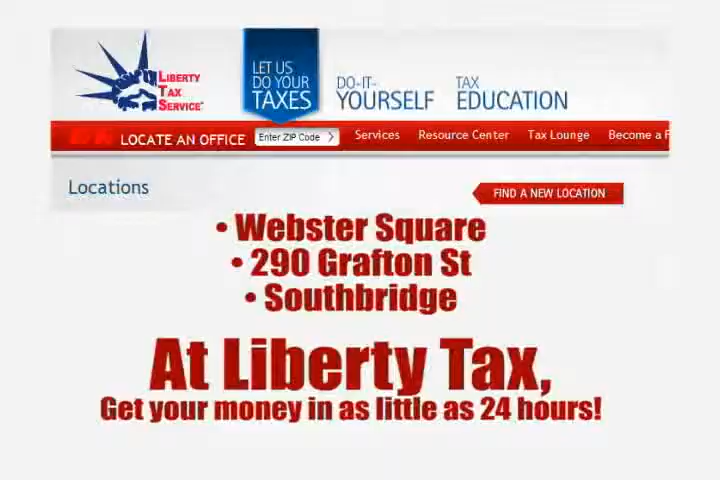 LIBERTY
TAX
SERVICE
LET US
DO YOUR
TAXES
DO-IT-
YOURSELF
TAX
EDUCATION
LOCATE AN OFFICE
Enter ZIP Code
Services
Resource Center
Tax Lounge
Become a F
Locations
FIND A NEW LOCATION
• Webster Square
• 290 Grafton St
• Southbridge
At Liberty Tax,
Get your money in as little as 24 hours!